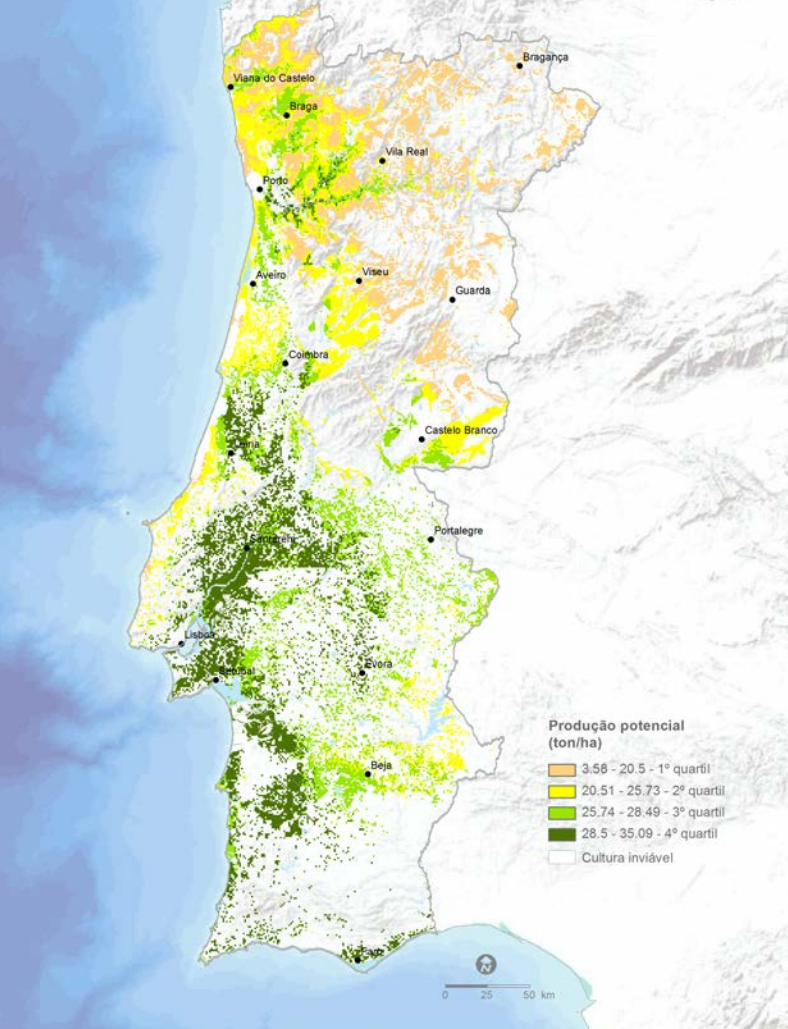 Bragança
Viana do Castelo
Braga
Vila Real
Porto
Aveiro
Viseu
Guarda
Coimbra
Castelo Branco
Leiria
Portalegre
Santarém
Lisboa
Setúbal
Évora
Produção potencial
(ton/ha)
3.58 - 20.5 - 1º quartil
20.51 - 25.73 - 2º quartil
Beja
25.74 - 28.49 - 3º quartil
28.5 - 35.09 - 4º quartil
Cultura inviável
Faro
N
0 25 50 km